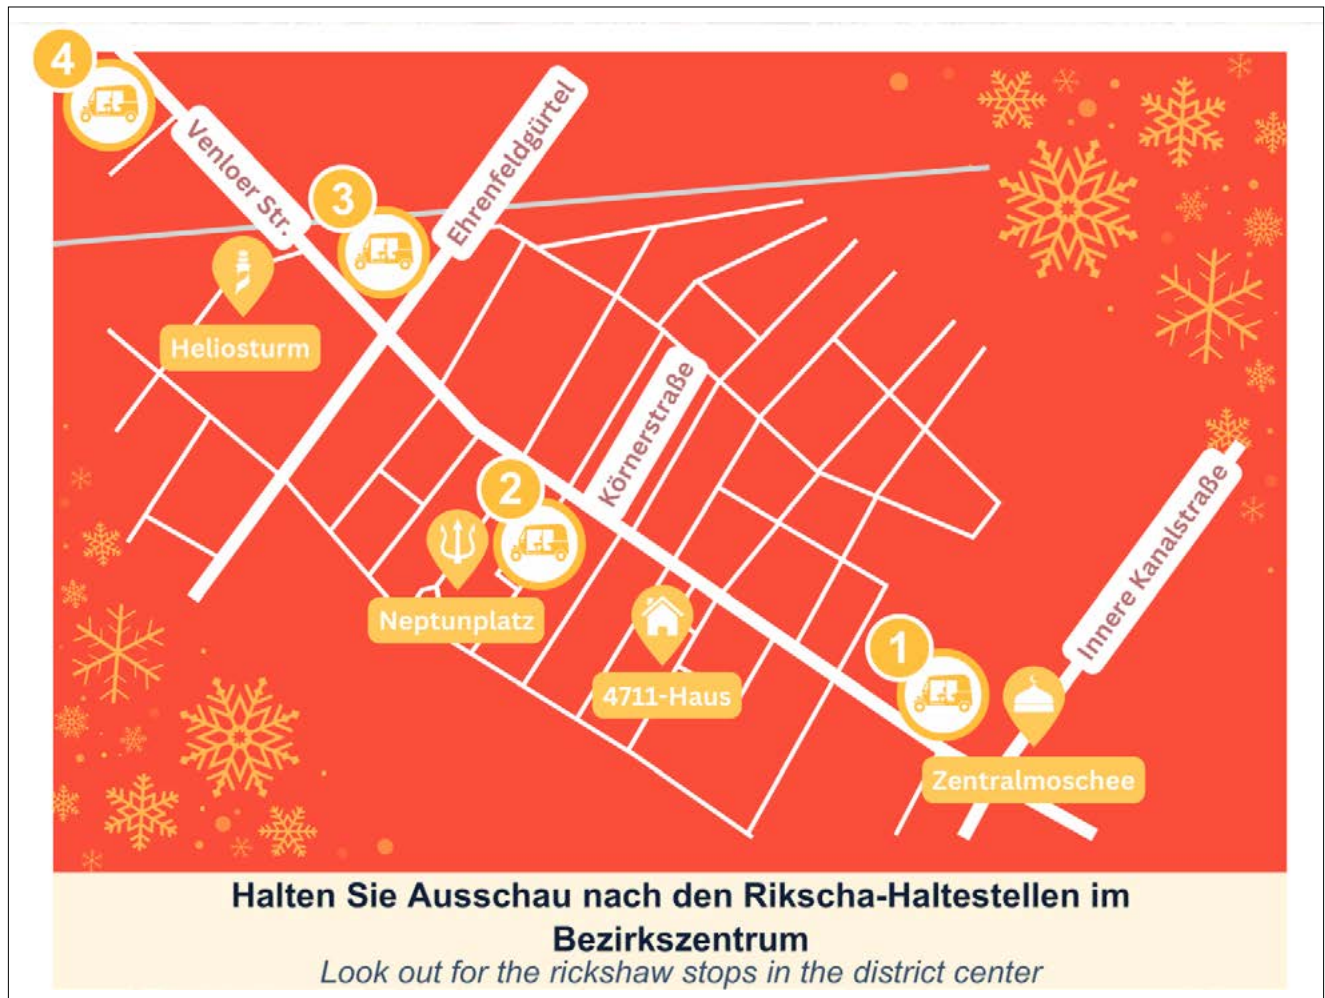 4
Venloer Str.
3
Ehrenfeldgürtel
Heliosturm
Körnerstraße
2
Neptunplatz
4711-Haus
1
Innere Kanalstraße
Zentralmoschee
Halten Sie Ausschau nach den Rikscha-Haltestellen im
Bezirkszentrum
Look out for the rickshaw stops in the district center